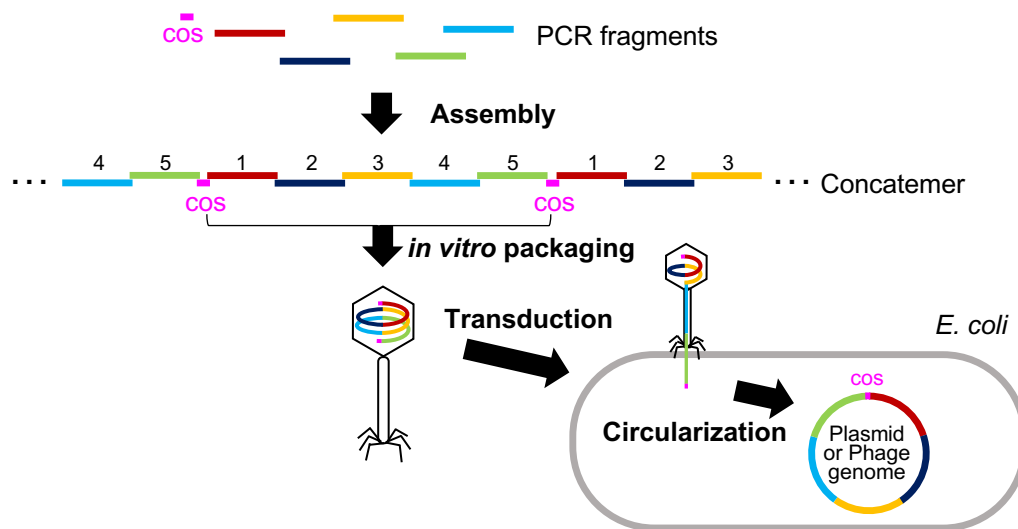 cos
PCR fragments
Assembly
4 5 1 2 3 4 5 1 2 3
... ... Concatemer
cos cos
in vitro packaging
Transduction
E. coli
cos
Circularization
Plasmid
or Phage
genome